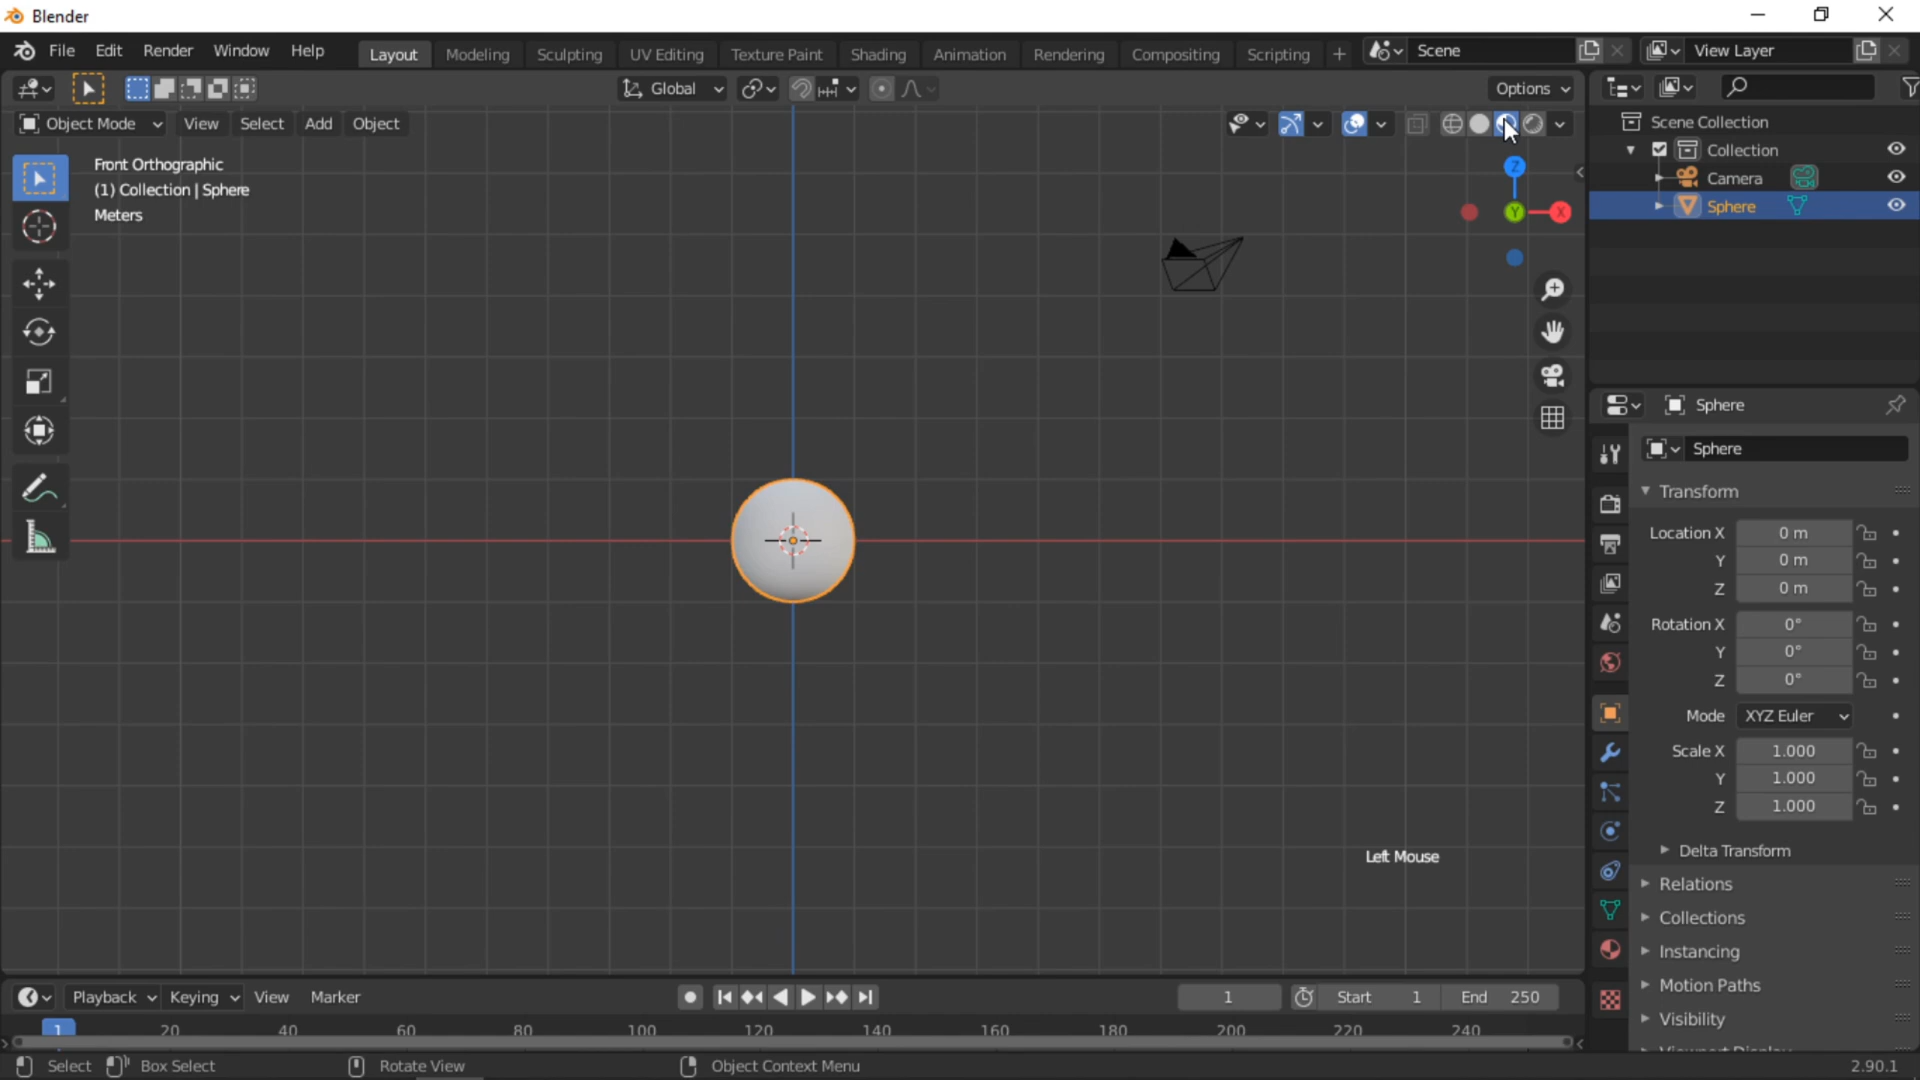 Blender
File Edit Render Window Help Layout Modeling Sculpting UV Editing Texture Paint Shading Animation Rendering Compositing Scripting + Scene View Layer
Global Options
Object Mode View Select Add Object
Front Orthographic
(1) Collection | Sphere
Meters
Z
Y
X
Scene Collection
Collection
Camera
Sphere
Sphere
Sphere
Transform
Location X 0 m
Y 0 m
Z 0 m
Rotation X 0°
Y 0°
Z 0°
Mode XYZ Euler
Scale X 1.000
Y 1.000
Z 1.000
Delta Transform
Relations
Collections
Instancing
Motion Paths
Visibility
Viewport Display
Left Mouse
Playback Keying View Marker 1 Start 1 End 250
1 20 40 60 80 100 120 140 160 180 200 220 240
Select Box Select Rotate View Object Context Menu 2.90.1